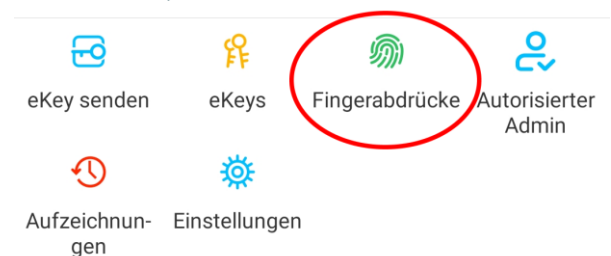 eKey senden eKeys Fingerabdrücke Autorisierter
Admin
Aufzeichnun- Einstellungen
gen